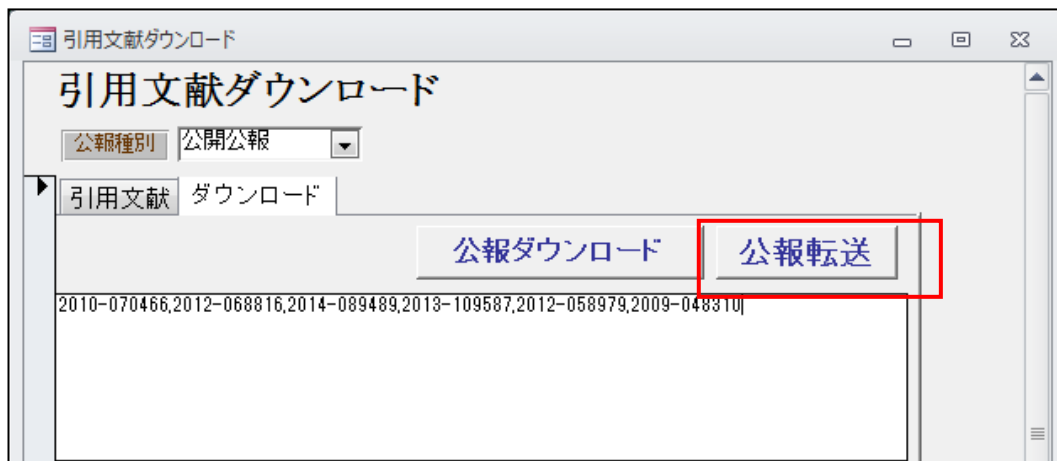 引用文献ダウンロード
引用文献ダウンロード
公報種別 公開公報
引用文献 ダウンロード
公報ダウンロード 公報転送
2010-070466,2012-068816,2014-089489,2013-109587,2012-058979,2009-048310